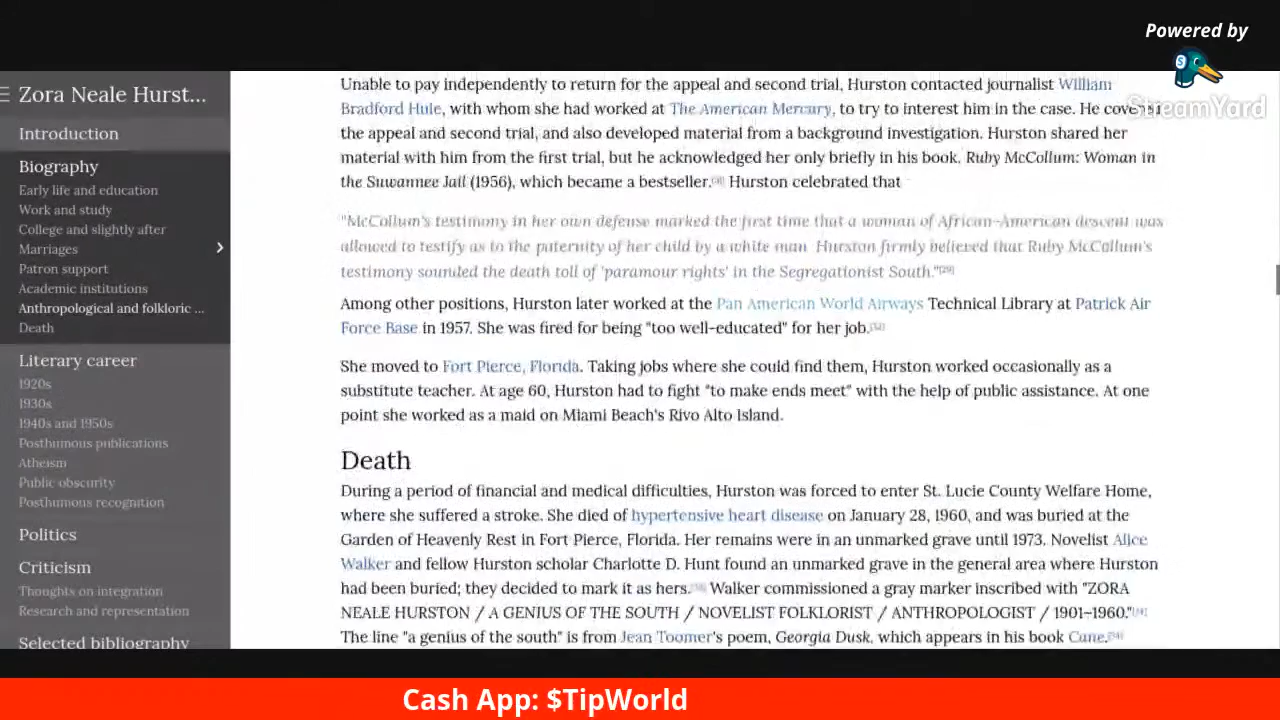 Powered by
StreamYard
Zora Neale Hurst...
Introduction
Biography
Early life and education
Work and study
College and slightly after
Marriages
Patron support
Academic institutions
Anthropological and folkloric ...
Death
Literary career
1920s
1930s
1940s and 1950s
Posthumous publications
Atheism
Public obscurity
Posthumous recognition
Politics
Criticism
Thoughts on integration
Research and representation
Selected bibliography
Unable to pay independently to return for the appeal and second trial, Hurston contacted journalist William
Bradford Huie, with whom she had worked at The American Mercury, to try to interest him in the case. He covered
the appeal and second trial, and also developed material from a background investigation. Hurston shared her
material with him from the first trial, but he acknowledged her only briefly in his book, Ruby McCollum: Woman in
the Suwannee Jail (1956), which became a bestseller. Hurston celebrated that
"McCollum's testimony in her own defense marked the first time that a woman of African-American descent was
allowed to testify as to the paternity of her child by a white man. Hurston firmly believed that Ruby McCollum's
testimony sounded the death toll of 'paramour rights' in the Segregationist South."[29]
Among other positions, Hurston later worked at the Pan American World Airways Technical Library at Patrick Air
Force Base in 1957. She was fired for being "too well-educated" for her job.
She moved to Fort Pierce, Florida. Taking jobs where she could find them, Hurston worked occasionally as a
substitute teacher. At age 60, Hurston had to fight "to make ends meet" with the help of public assistance. At one
point she worked as a maid on Miami Beach's Rivo Alto Island.
Death
During a period of financial and medical difficulties, Hurston was forced to enter St. Lucie County Welfare Home,
where she suffered a stroke. She died of hypertensive heart disease on January 28, 1960, and was buried at the
Garden of Heavenly Rest in Fort Pierce, Florida. Her remains were in an unmarked grave until 1973. Novelist Alice
Walker and fellow Hurston scholar Charlotte D. Hunt found an unmarked grave in the general area where Hurston
had been buried; they decided to mark it as hers. Walker commissioned a gray marker inscribed with "ZORA
NEALE HURSTON / A GENIUS OF THE SOUTH / NOVELIST FOLKLORIST / ANTHROPOLOGIST / 1901–1960."
The line "a genius of the south" is from Jean Toomer's poem, Georgia Dusk, which appears in his book Cane.
Cash App: $TipWorld